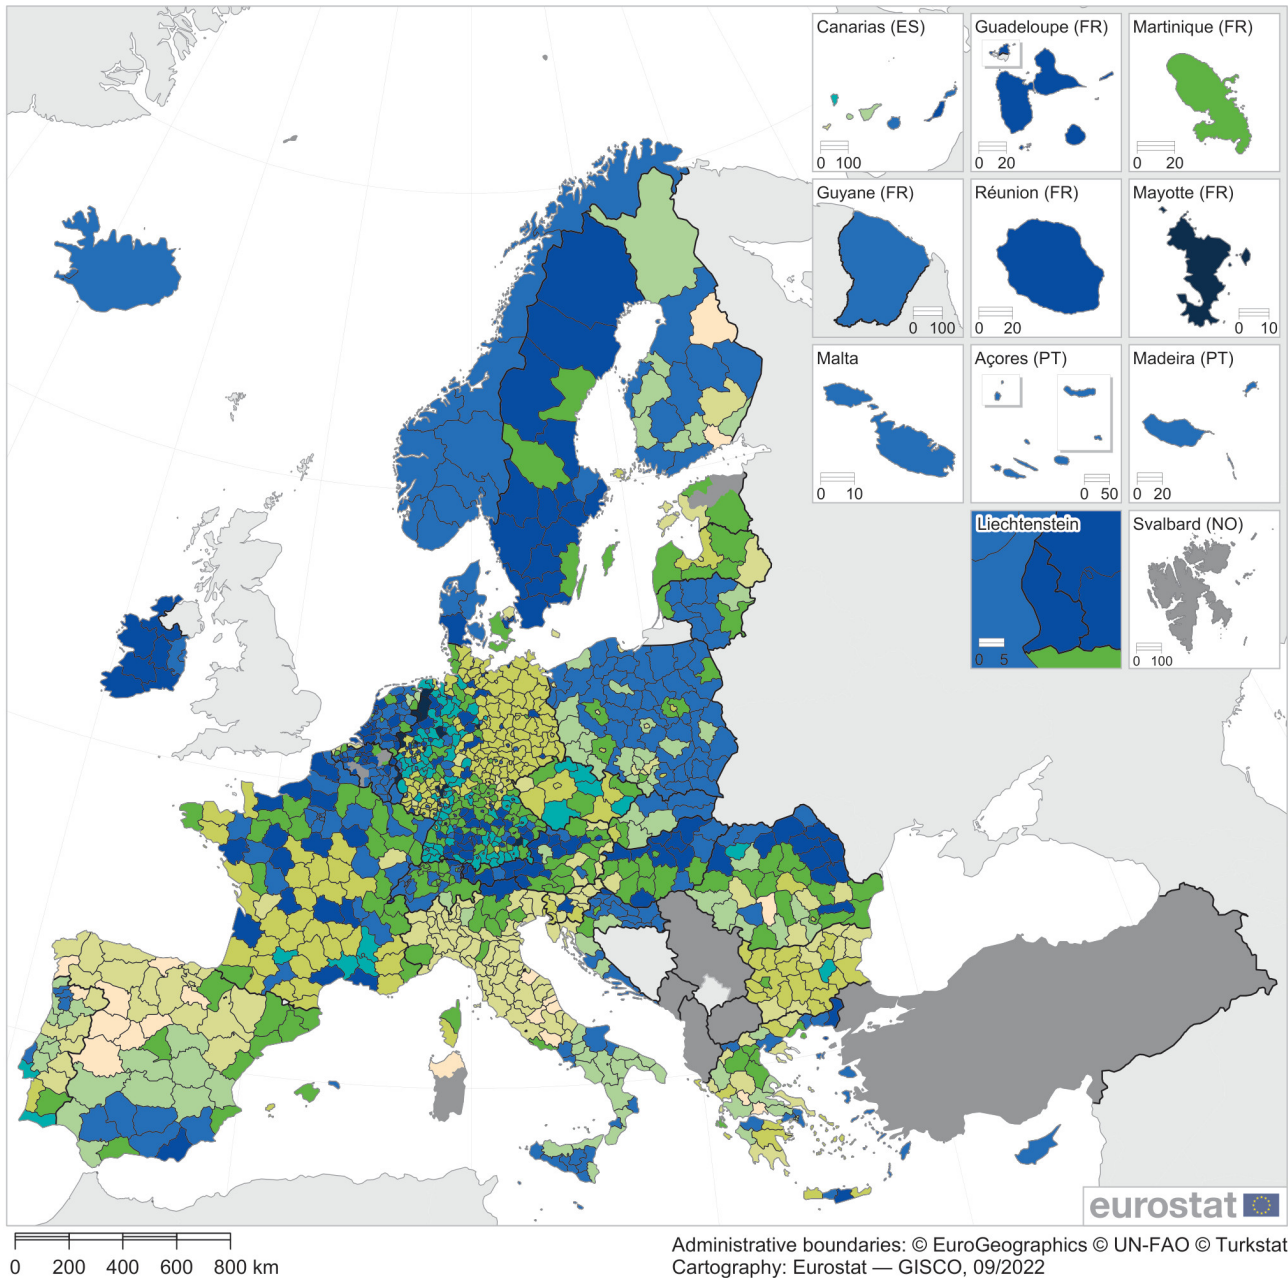 Canarias (ES)
0 100
Guadeloupe (FR)
0 20
Martinique (FR)
0 20
Guyane (FR)
0 100
Réunion (FR)
0 20
Mayotte (FR)
0 10
Malta
0 10
Açores (PT)
0 50
Madeira (PT)
0 20
Liechtenstein
0 5
Svalbard (NO)
0 100
eurostat
0 200 400 600 800 km
Administrative boundaries: © EuroGeographics © UN-FAO © Turkstat
Cartography: Eurostat — GISCO, 09/2022